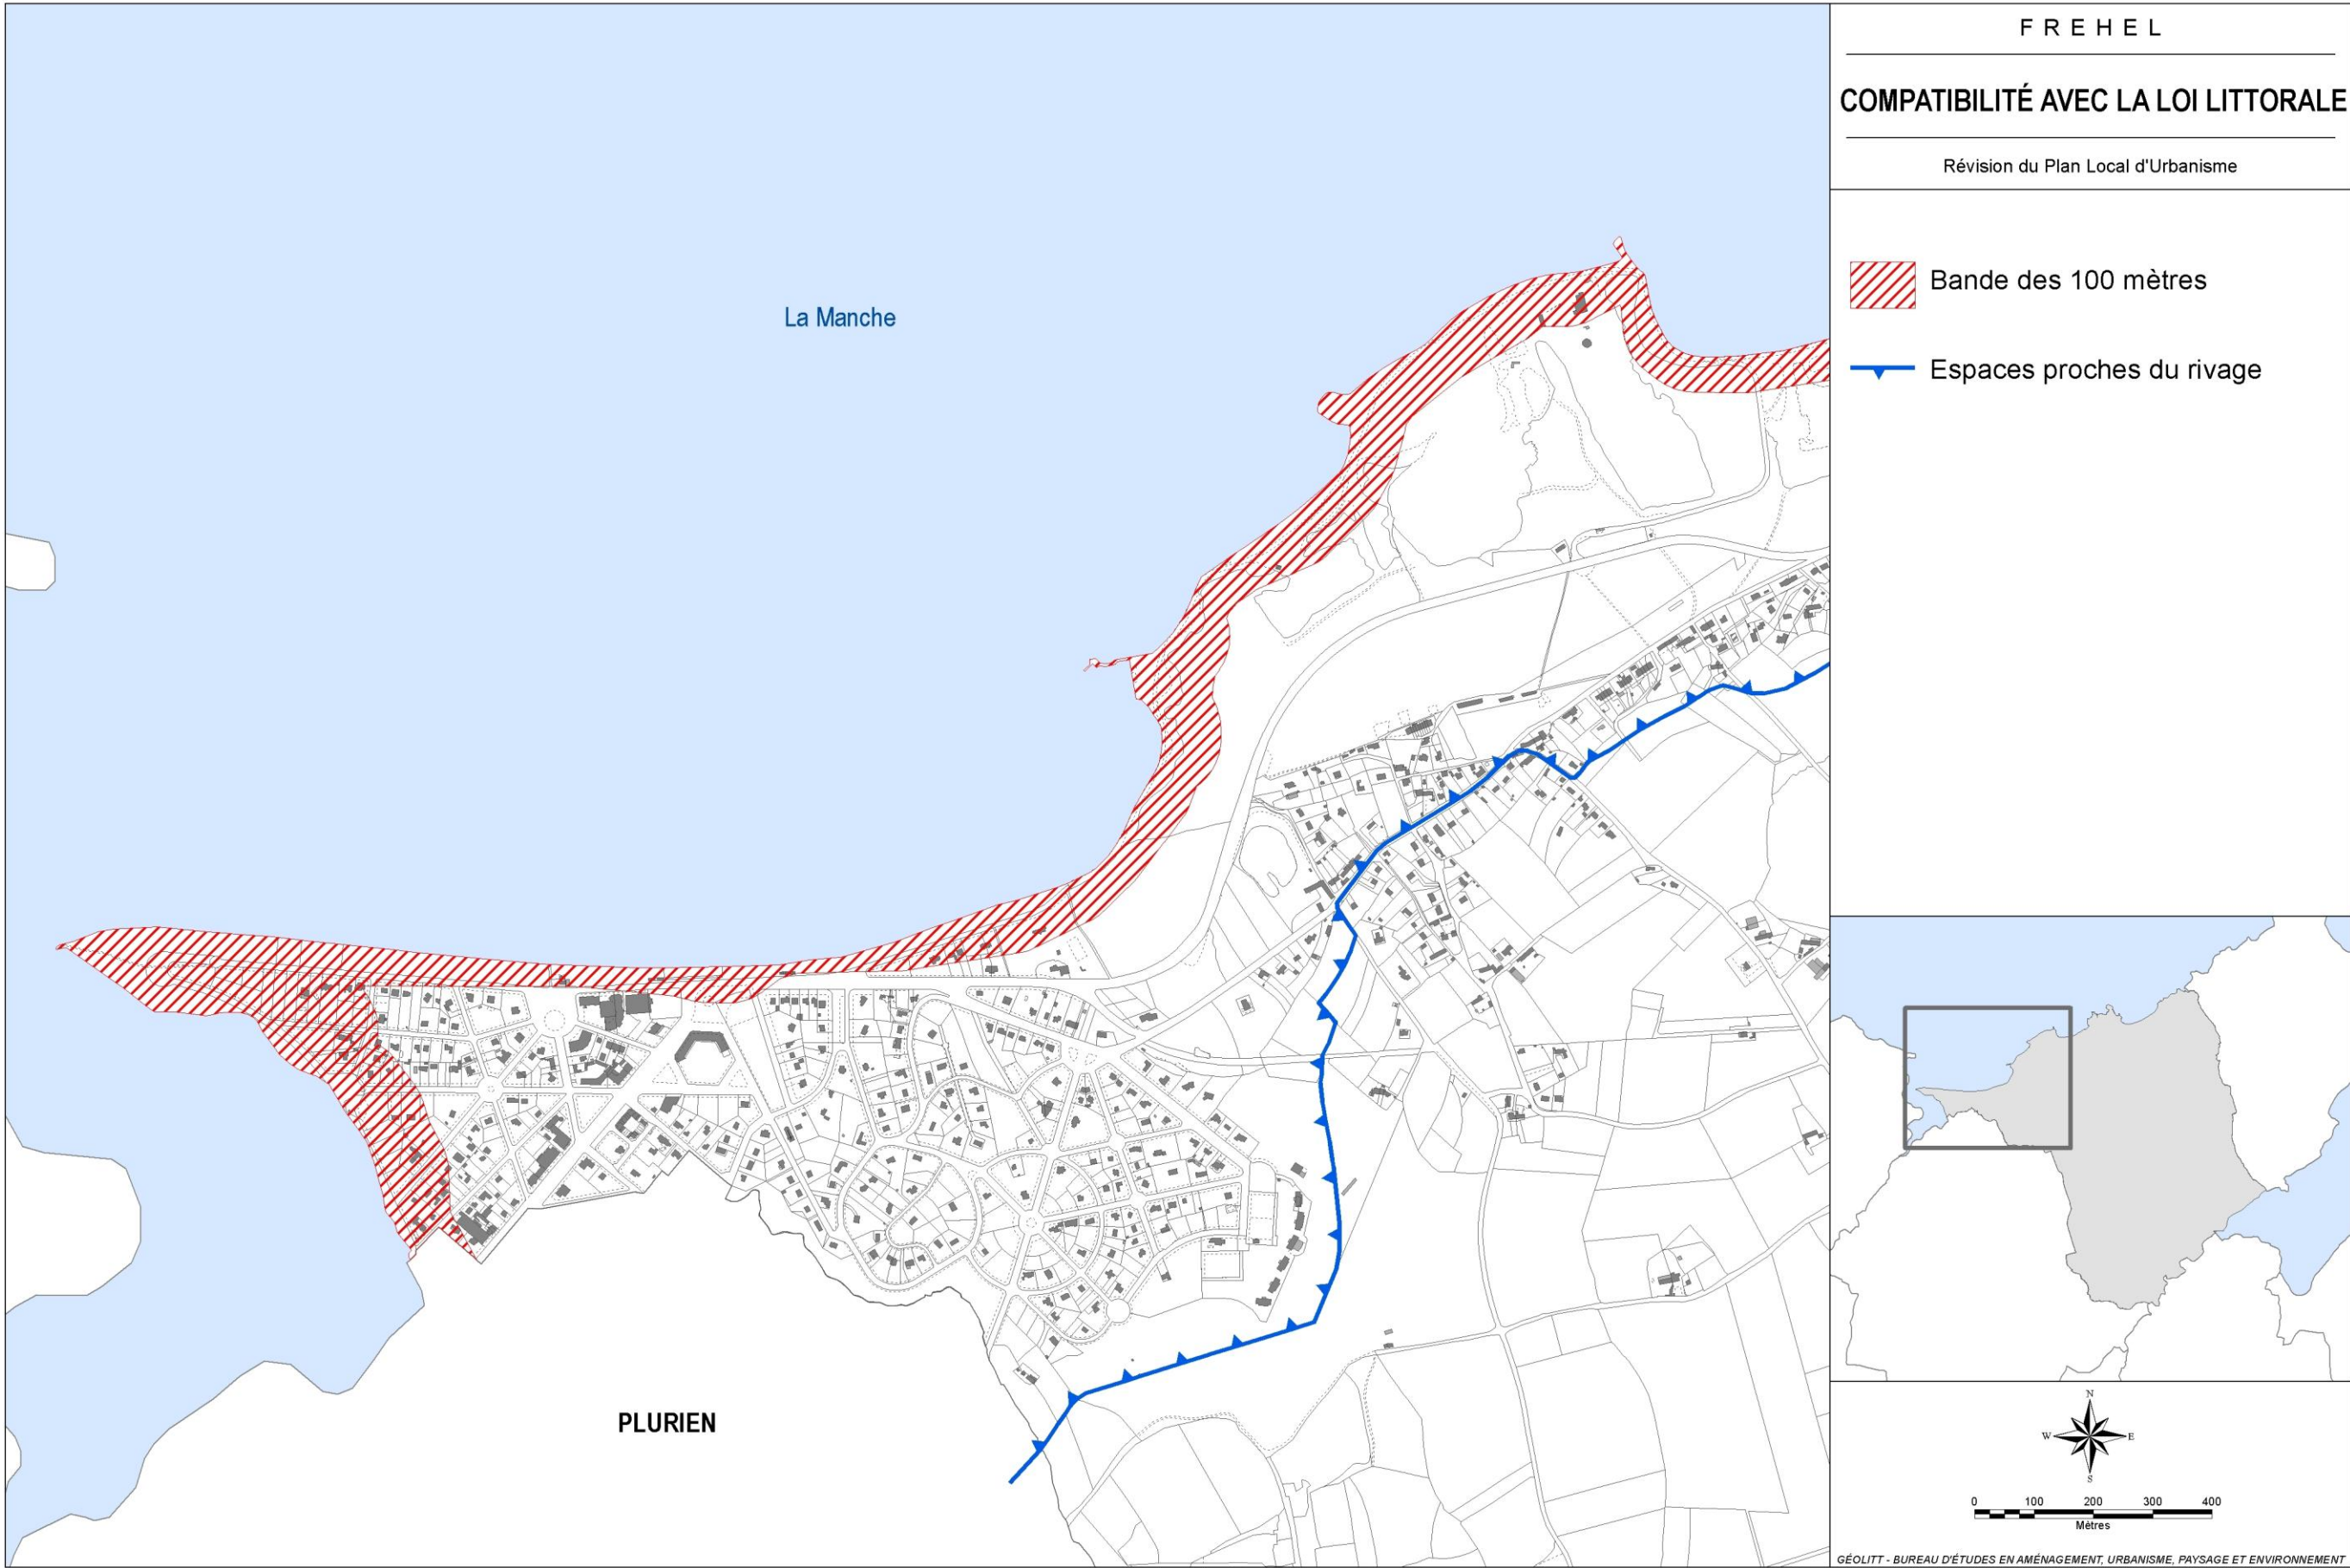 F R E H E L
COMPATIBILITÉ AVEC LA LOI LITTORALE
Révision du Plan Local d'Urbanisme
Bande des 100 mètres
Espaces proches du rivage
La Manche
PLURIEN
N
W E
S
0 100 200 300 400
Mètres
GÉOLITT - BUREAU D'ÉTUDES EN AMÉNAGEMENT, URBANISME, PAYSAGE ET ENVIRONNEMENT